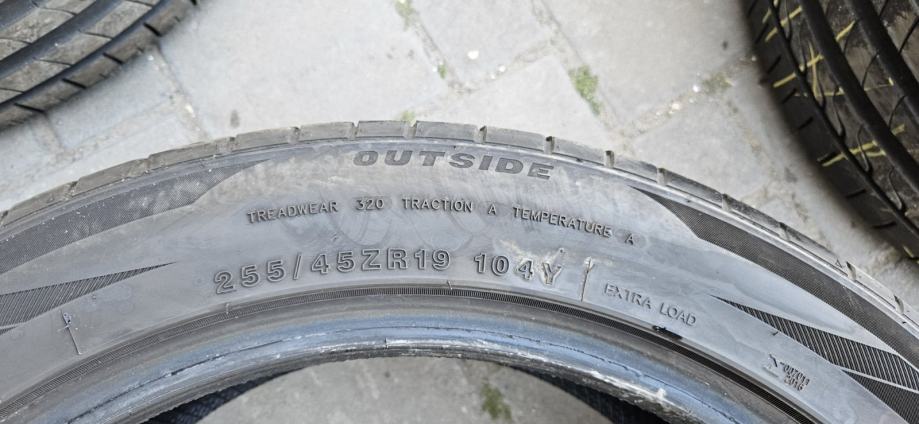 OUTSIDE
TREADWEAR 320 TRACTION A TEMPERATURE A
255/45ZR19 104Y
EXTRA LOAD